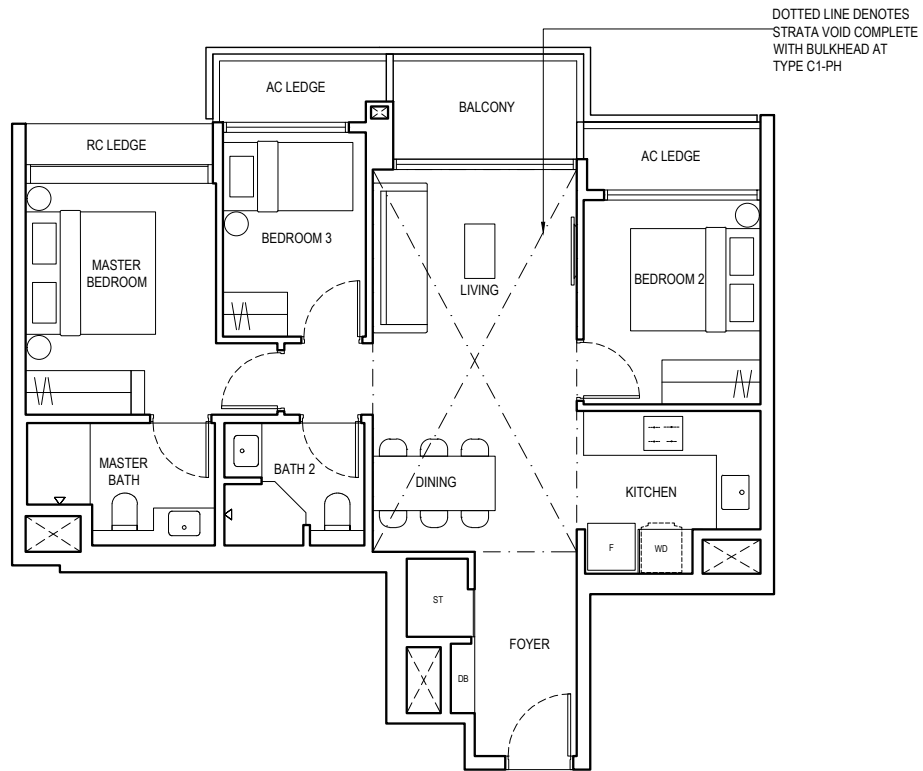 DOTTED LINE DENOTES
STRATA VOID COMPLETE
WITH BULKHEAD AT
TYPE C1-PH
AC LEDGE
BALCONY
RC LEDGE
AC LEDGE
BEDROOM 3
MASTER
BEDROOM
LIVING
BEDROOM 2
MASTER
BATH
BATH 2
DINING
KITCHEN
F
WD
ST
FOYER
DB